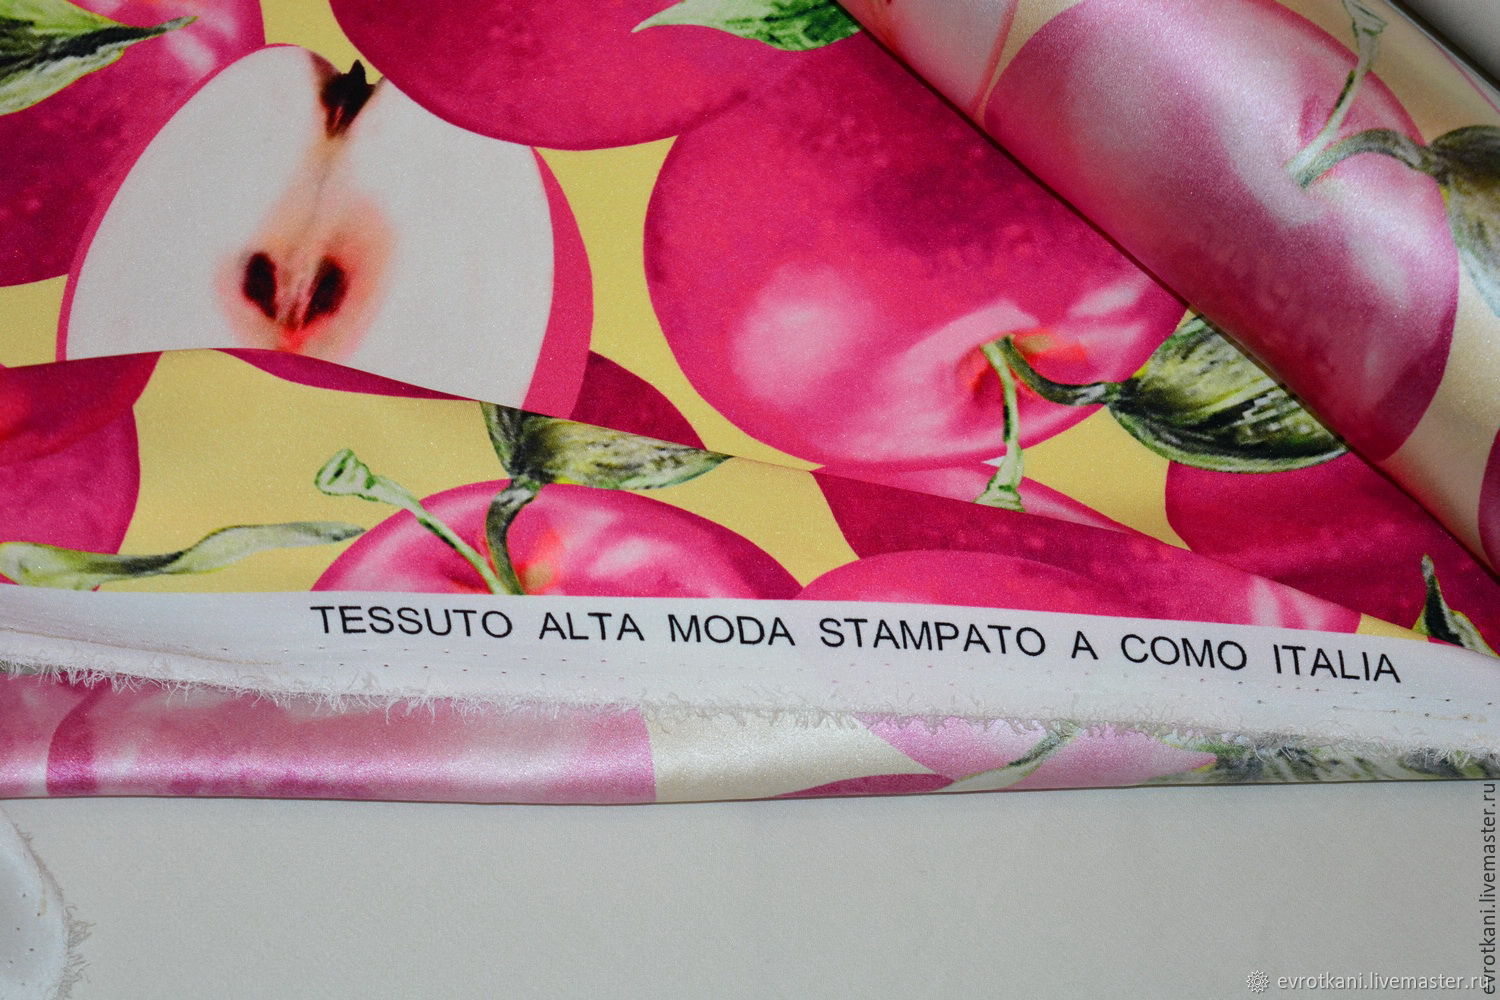 TESSUTO ALTA MODA STAMPATO A COMO ITALIA
evrotkani.livemaster.ru
evrotkani.livemaster.ru